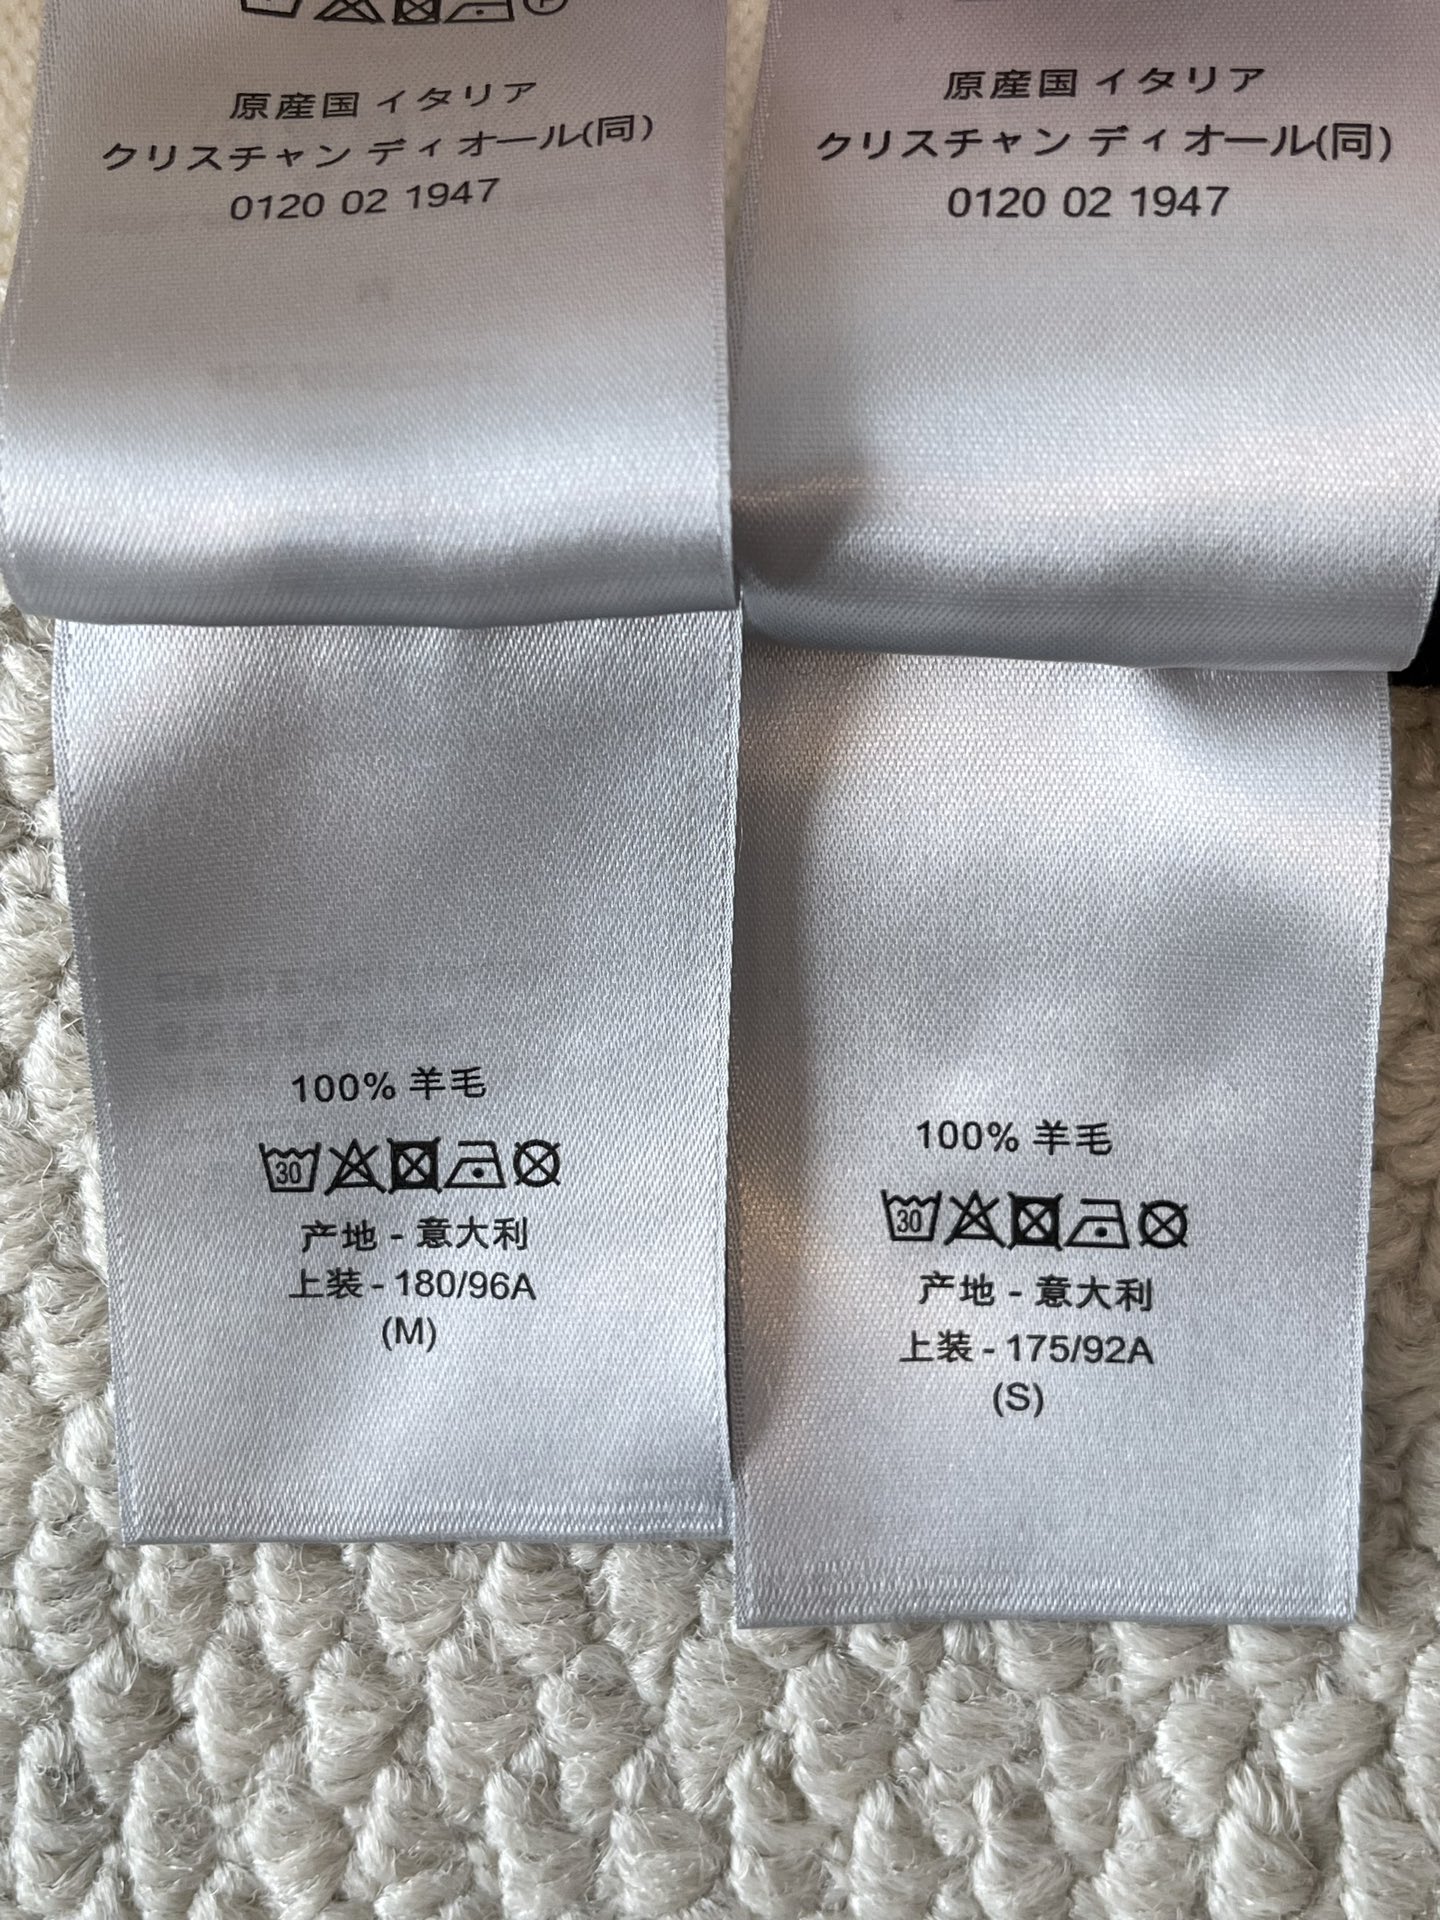 原産国 イタリア
クリスチャン ディオール(同)
0120 02 1947
100% 羊毛
30
产地 - 意大利
上装 - 180/96A
(M)
原産国 イタリア
クリスチャン ディオール(同)
0120 02 1947
100% 羊毛
30
产地 - 意大利
上装 - 175/92A
(S)